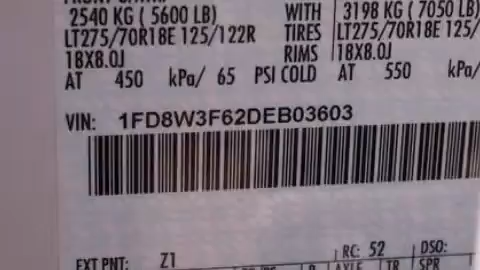 2540 KG ( 5600 LB) WITH 3198 KG ( 7050 LB)
LT275/70R18E 125/122R TIRES LT275/70R18E 125/
18X8.0J RIMS 18X8.0J
AT 450 kPa/ 65 PSI COLD AT 550 kPa/
VIN: 1FD8W3F62DEB03603
EXT PNT: Z1 RC: 52 DSO:
AXLE TR SPR